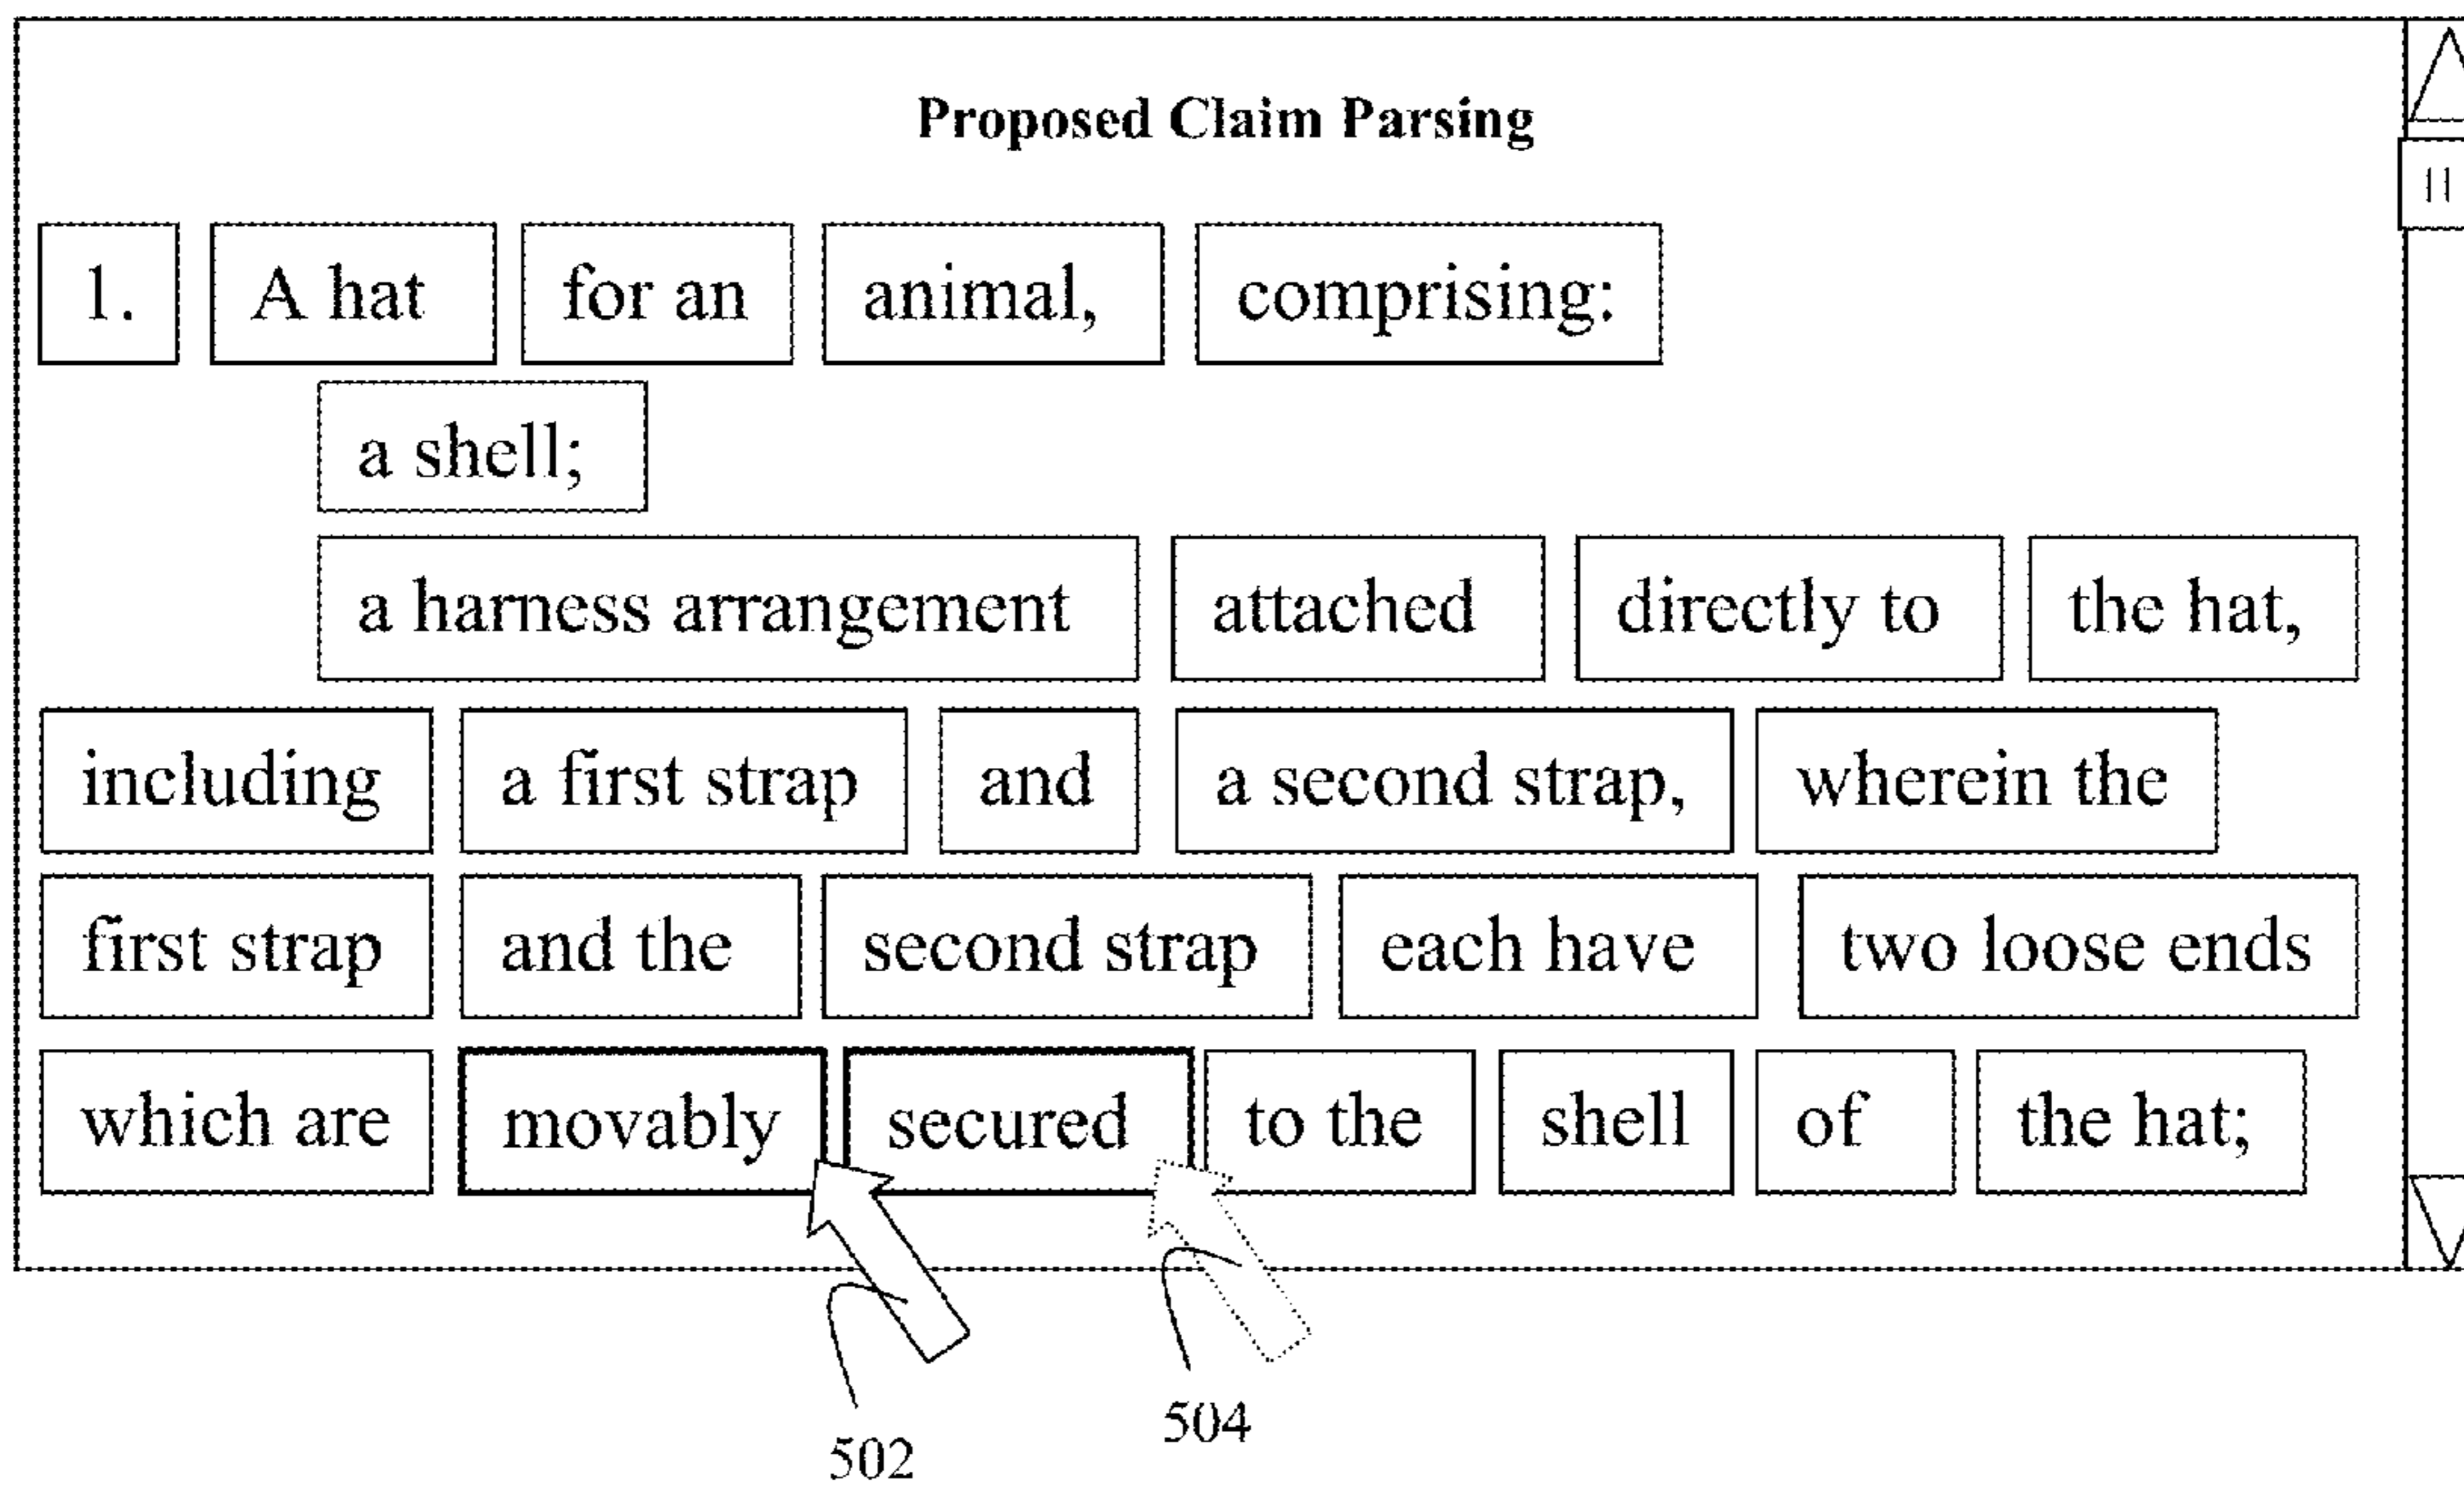 Proposed Claim Parsing
1. A hat for an animal, comprising:
a shell;
a harness arrangement attached directly to the hat,
including a first strap and a second strap, wherein the
first strap and the second strap each have two loose ends
which are movably secured to the shell of the hat;
502 504